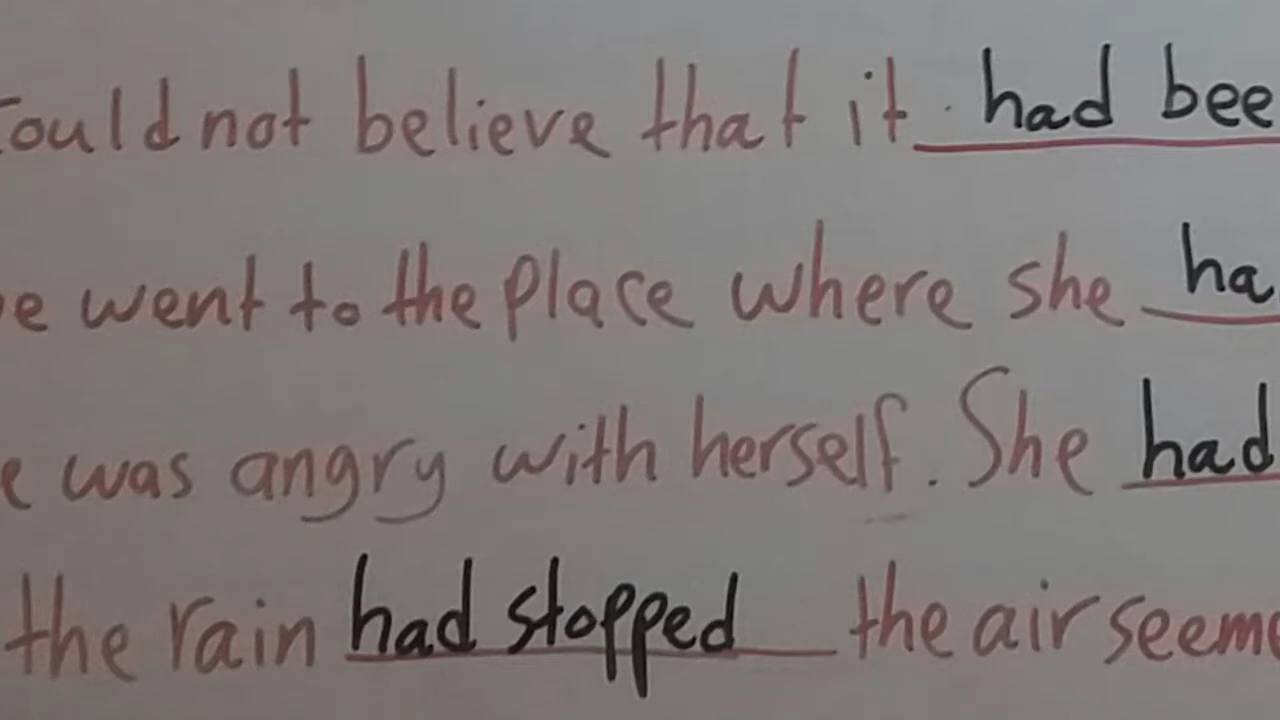 ould not believe that it had bee
e went to the place where she ha
e was angry with herself. She had
the rain had stopped the air seem